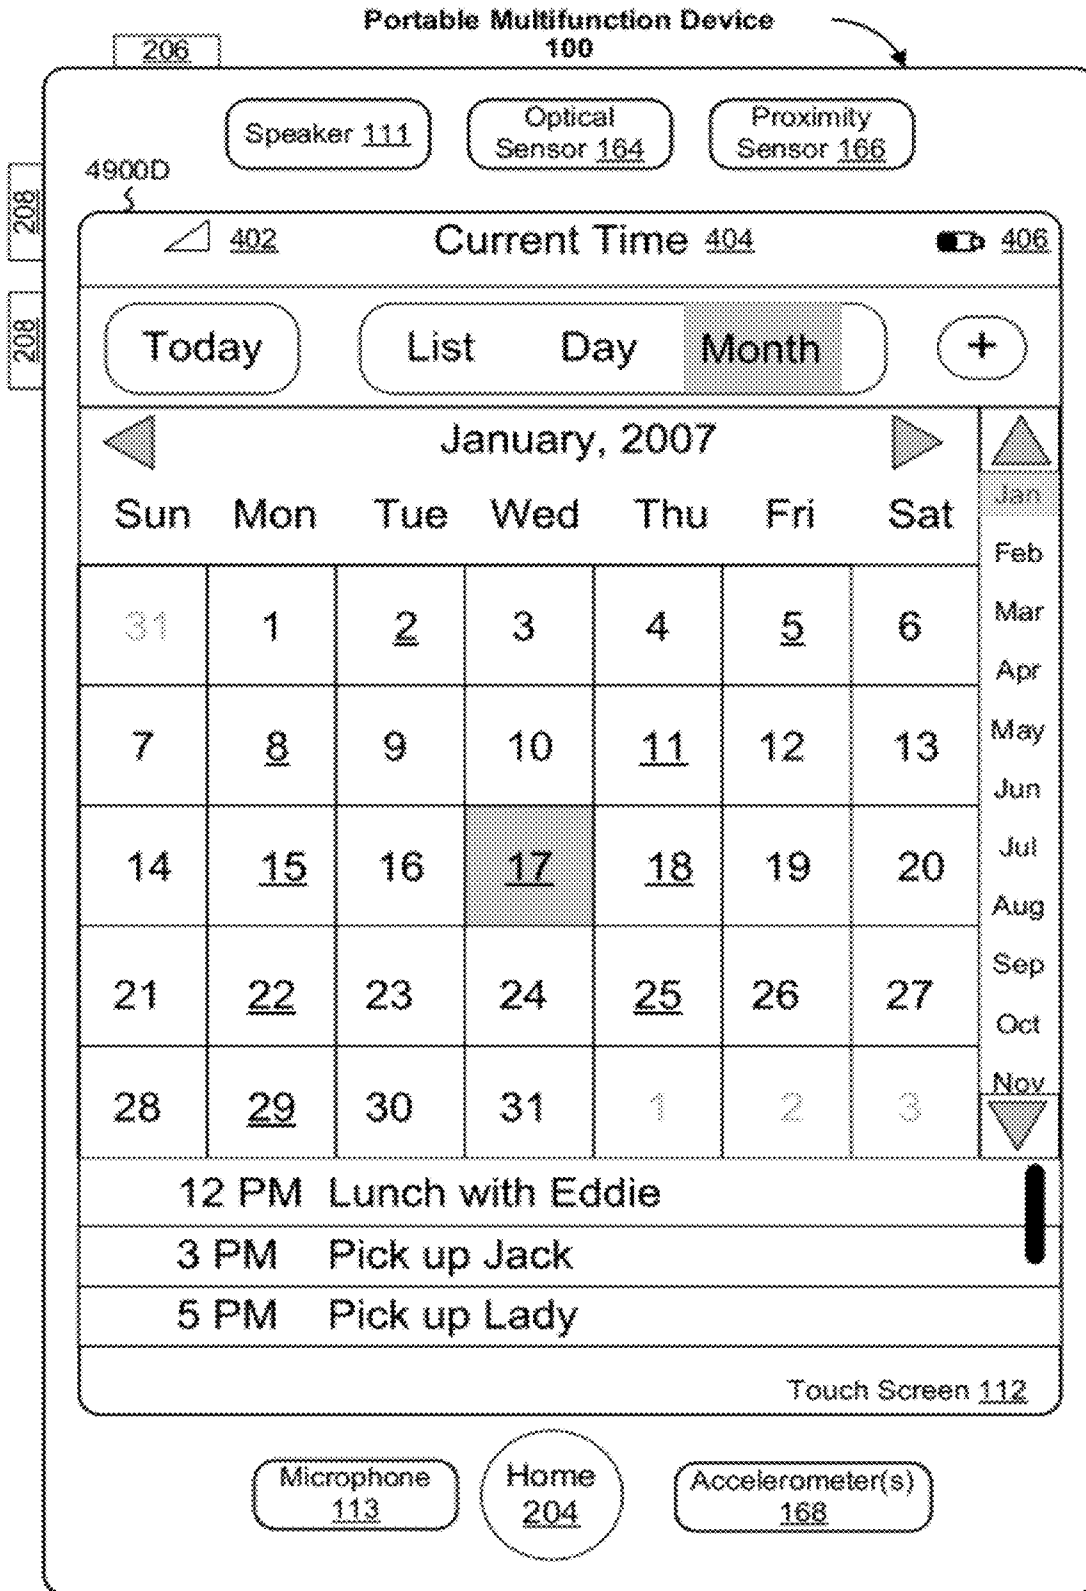 Portable Multifunction Device
100
206
Speaker 111
Optical
Sensor 164
Proximity
Sensor 166
4900D
208
208
402
Current Time 404
406
Today
List Day Month
+
January, 2007
Sun Mon Tue Wed Thu Fri Sat
31 1 2 3 4 5 6
7 8 9 10 11 12 13
14 15 16 17 18 19 20
21 22 23 24 25 26 27
28 29 30 31 1 2 3
Jan
Feb
Mar
Apr
May
Jun
Jul
Aug
Sep
Oct
Nov
12 PM Lunch with Eddie
3 PM Pick up Jack
5 PM Pick up Lady
Touch Screen 112
Microphone
113
Home
204
Accelerometer(s)
168